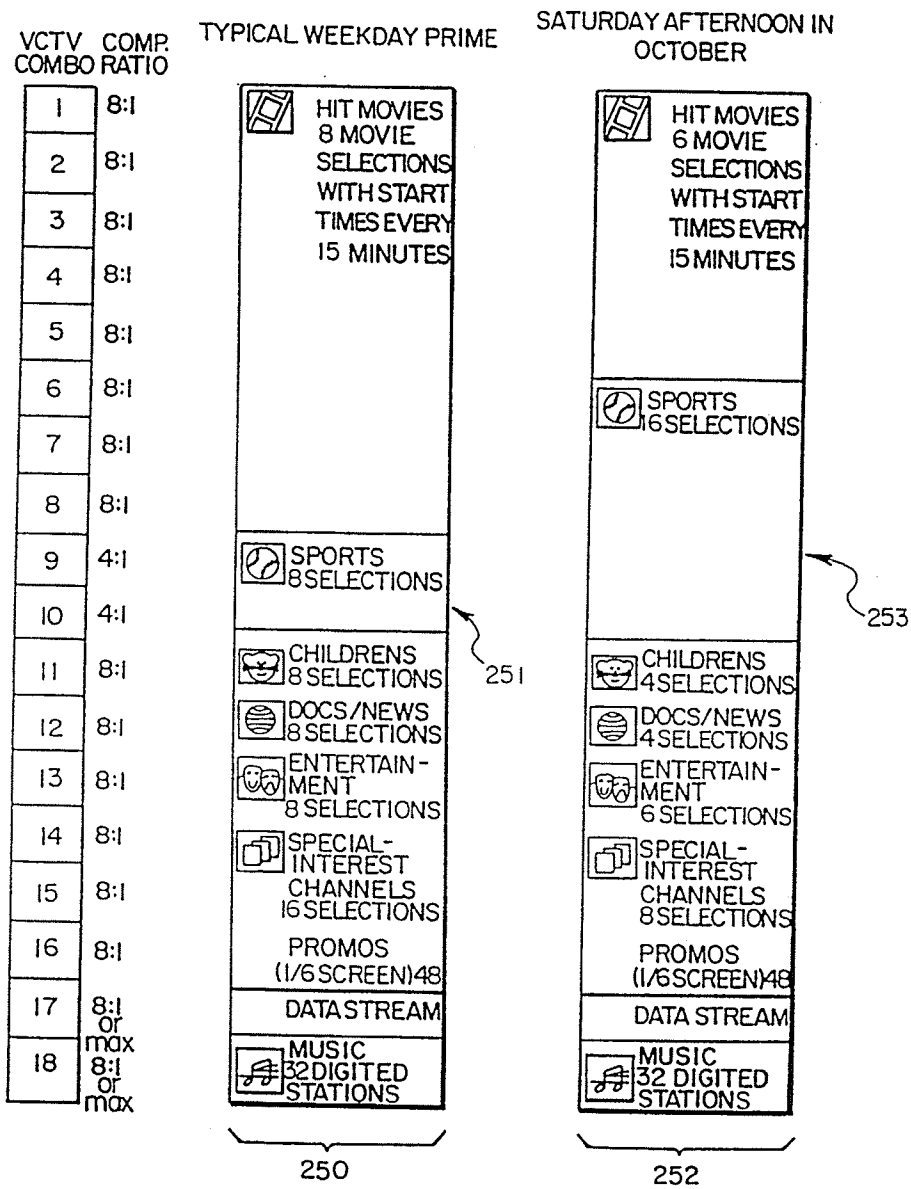 VCTV COMBO
COMP. RATIO
1 8:1
2 8:1
3 8:1
4 8:1
5 8:1
6 8:1
7 8:1
8 8:1
9 4:1
10 4:1
11 8:1
12 8:1
13 8:1
14 8:1
15 8:1
16 8:1
17 8:1 or max
18 8:1 or max
TYPICAL WEEKDAY PRIME
HIT MOVIES
8 MOVIE
SELECTIONS
WITH START
TIMES EVERY
15 MINUTES
SPORTS
8 SELECTIONS
251
CHILDRENS
8 SELECTIONS
DOCS/NEWS
8 SELECTIONS
ENTERTAIN-
MENT
8 SELECTIONS
SPECIAL-
INTEREST
CHANNELS
16 SELECTIONS
PROMOS
(1/6 SCREEN) 48
DATA STREAM
MUSIC
32 DIGITED
STATIONS
250
SATURDAY AFTERNOON IN
OCTOBER
HIT MOVIES
6 MOVIE
SELECTIONS
WITH START
TIMES EVERY
15 MINUTES
SPORTS
16 SELECTIONS
253
CHILDRENS
4 SELECTIONS
DOCS/NEWS
4 SELECTIONS
ENTERTAIN-
MENT
6 SELECTIONS
SPECIAL-
INTEREST
CHANNELS
8 SELECTIONS
PROMOS
(1/6 SCREEN) 48
DATA STREAM
MUSIC
32 DIGITED
STATIONS
252